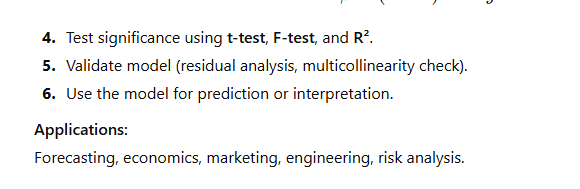 4. Test significance using t-test, F-test, and R².
5. Validate model (residual analysis, multicollinearity check).
6. Use the model for prediction or interpretation.
Applications:
Forecasting, economics, marketing, engineering, risk analysis.